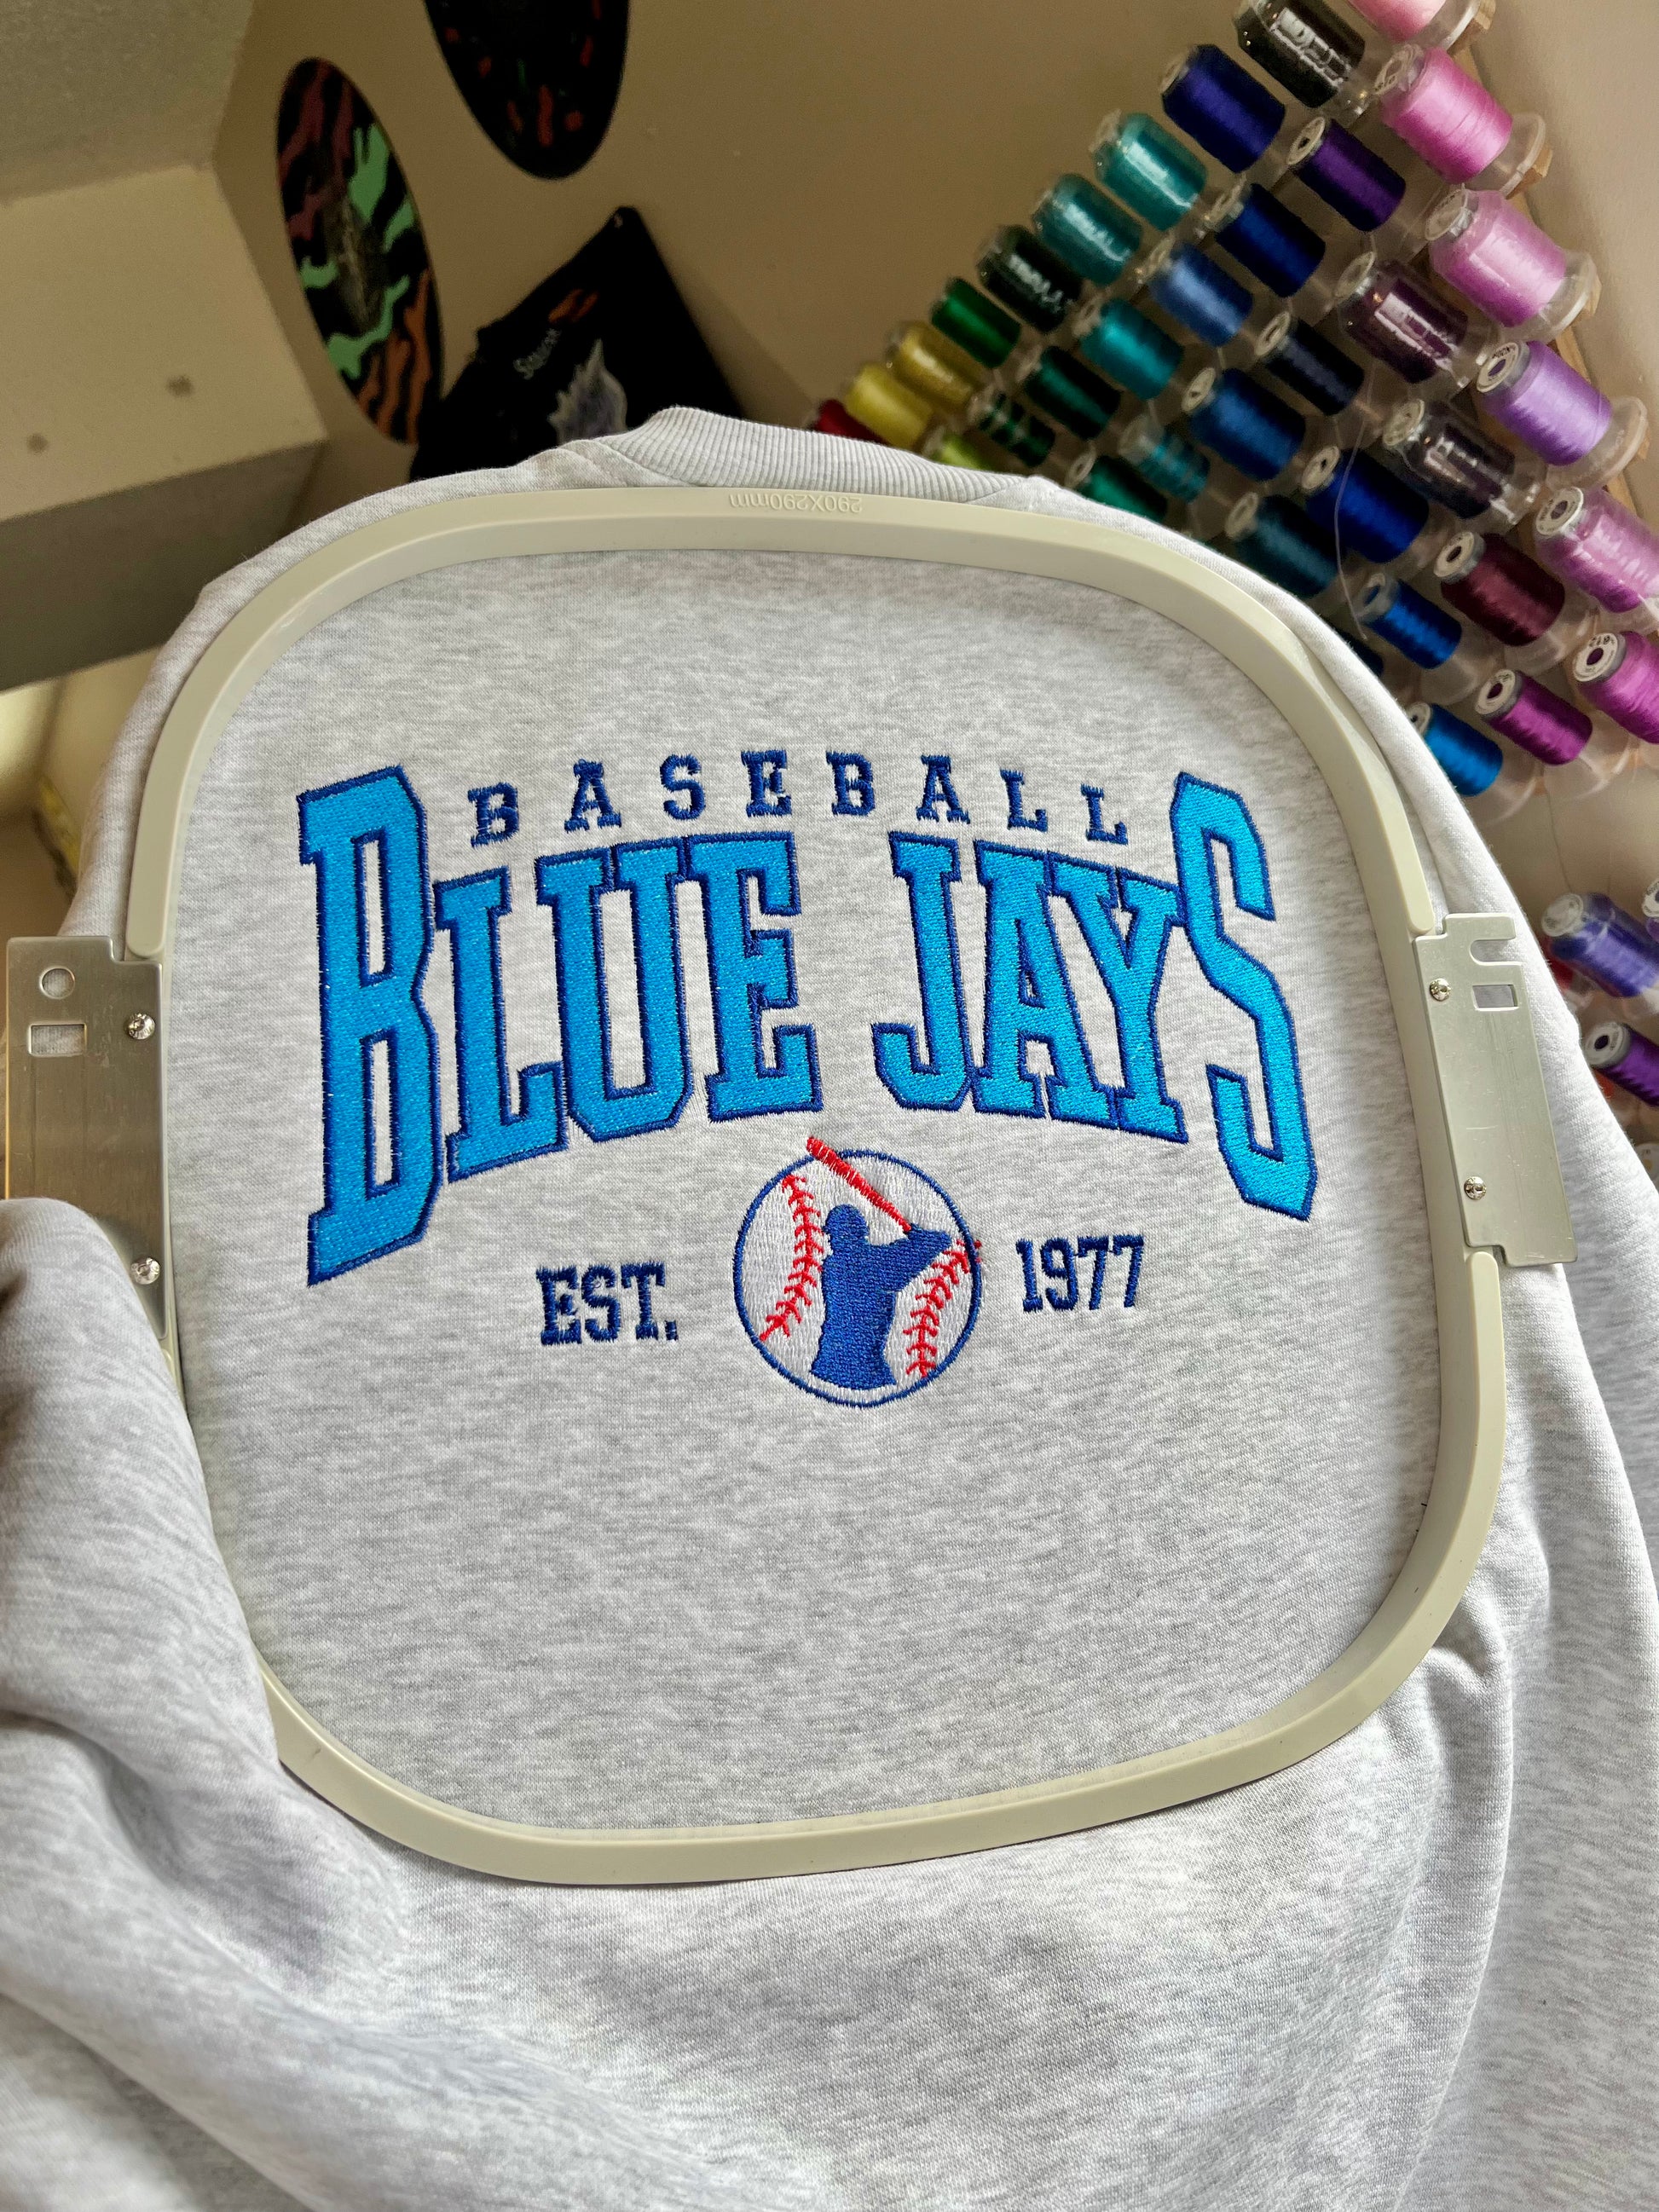 290X290mm
BASEBALL
BLUE JAYS
EST. 1977